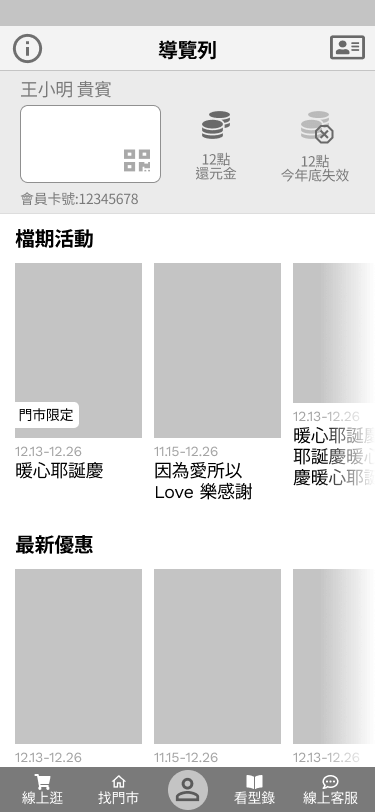 導覽列
王小明 貴賓
12點
還元金
12點
今年底失效
會員卡號:12345678
檔期活動
門市限定
12.13-12.26
暖心耶誕慶
11.15-12.26
因為愛所以
Love 樂感謝
12.13-12.26
暖心耶誕慶
耶誕慶暖心
慶暖心耶誕
最新優惠
12.13-12.26
11.15-12.26
12.13-12.26
線上逛
找門市
看型錄
線上客服